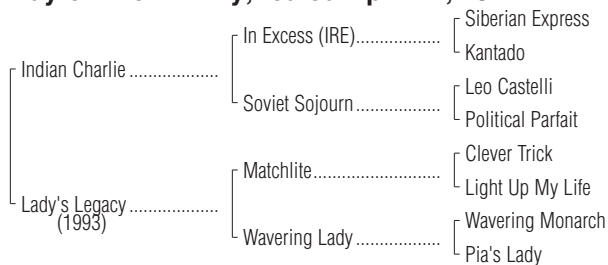 Siberian Express
In Excess (IRE)...................
Kantado
Indian Charlie ....................
Leo Castelli
Soviet Sojourn ...................
Political Parfait
Clever Trick
Matchlite.............................
Light Up My Life
Lady's Legacy ....................
(1993)
Wavering Monarch
Wavering Lady ..................
Pia's Lady